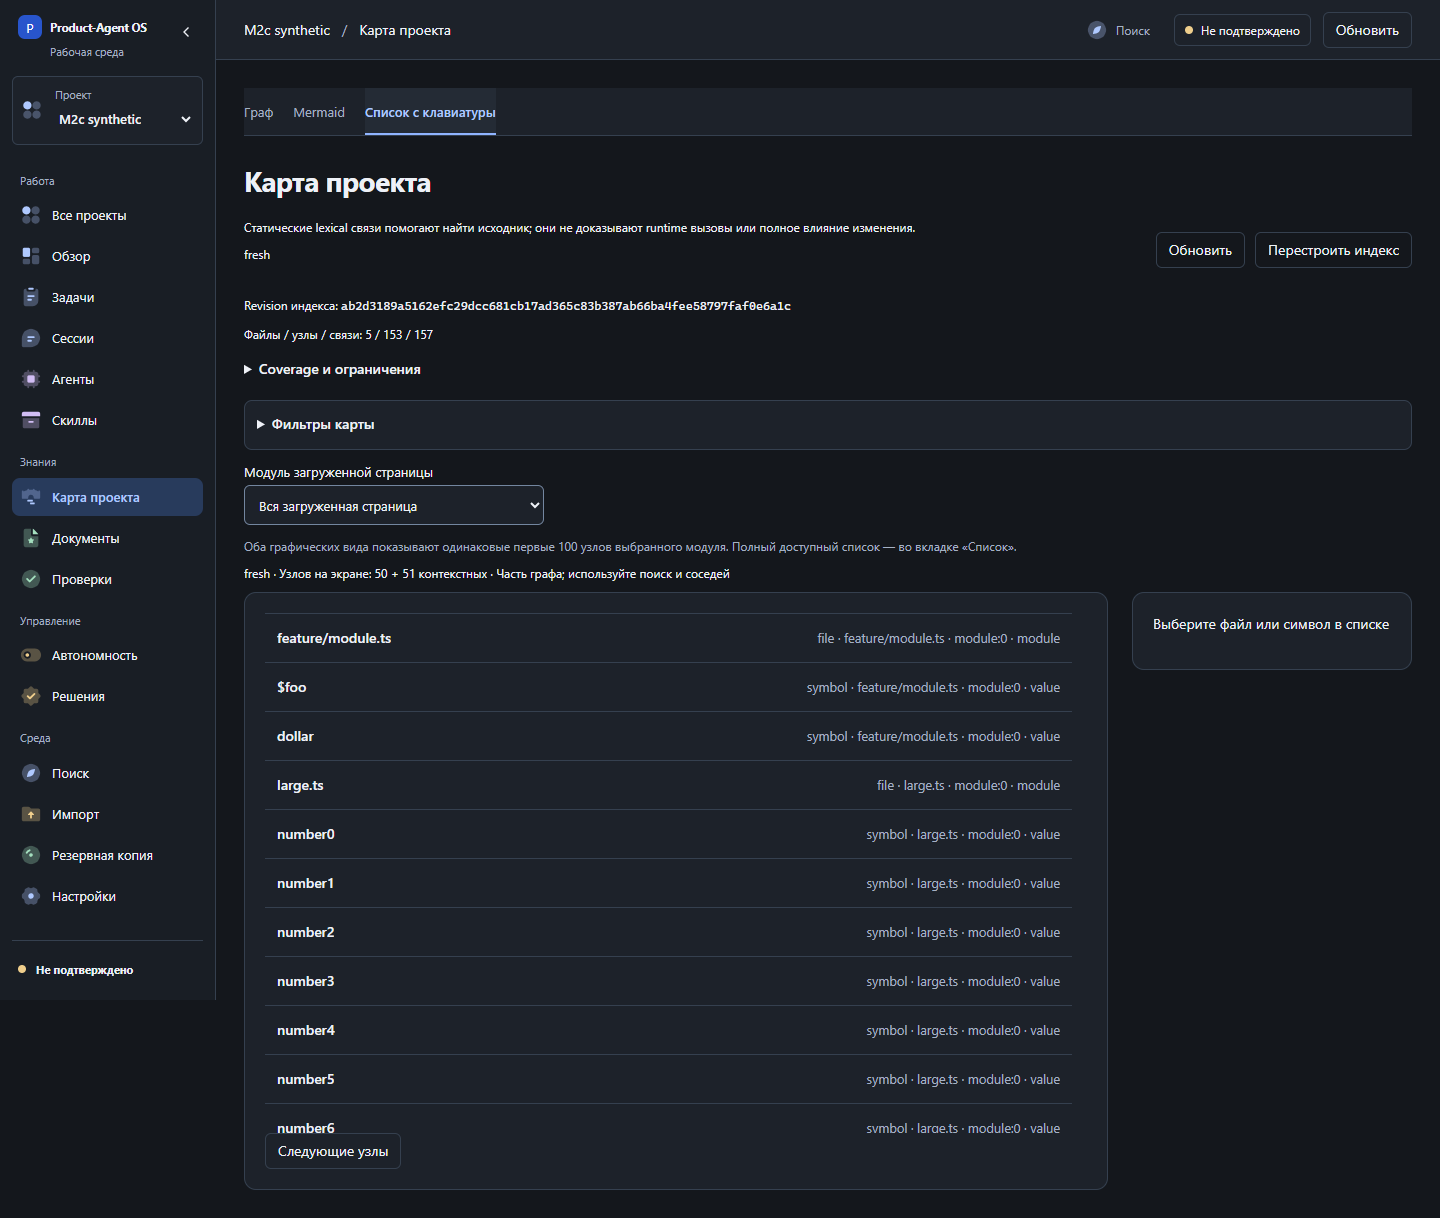 P Product-Agent OS
Рабочая среда
Проект
M2c synthetic
Работа
Все проекты
Обзор
Задачи
Сессии
Агенты
Скиллы
Знания
Карта проекта
Документы
Проверки
Управление
Автономность
Решения
Среда
Поиск
Импорт
Резервная копия
Настройки
Не подтверждено
M2c synthetic / Карта проекта
Поиск
Не подтверждено
Обновить
Граф Mermaid Список с клавиатуры
Карта проекта
Статические lexical связи помогают найти исходник; они не доказывают runtime вызовы или полное влияние изменения.
fresh
Обновить
Перестроить индекс
Revision индекса: ab2d3189a5162efc29dcc681cb17ad365c83b387ab66ba4fee58797faf0e6a1c
Файлы / узлы / связи: 5 / 153 / 157
Coverage и ограничения
Фильтры карты
Модуль загруженной страницы
Вся загруженная страница
Оба графических вида показывают одинаковые первые 100 узлов выбранного модуля. Полный доступный список — во вкладке «Список».
fresh · Узлов на экране: 50 + 51 контекстных · Часть графа; используйте поиск и соседей
feature/module.ts file · feature/module.ts · module:0 · module
$foo symbol · feature/module.ts · module:0 · value
dollar symbol · feature/module.ts · module:0 · value
large.ts file · large.ts · module:0 · module
number0 symbol · large.ts · module:0 · value
number1 symbol · large.ts · module:0 · value
number2 symbol · large.ts · module:0 · value
number3 symbol · large.ts · module:0 · value
number4 symbol · large.ts · module:0 · value
number5 symbol · large.ts · module:0 · value
number6 symbol · large.ts · module:0 · value
Следующие узлы
Выберите файл или символ в списке